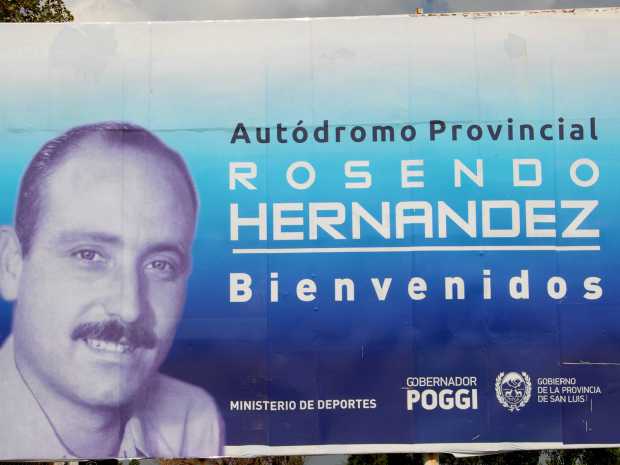 Autódromo Provincial
ROSENDO
HERNANDEZ
Bienvenidos
MINISTERIO DE DEPORTES
GOBERNADOR
POGGI
GOBIERNO
DE LA PROVINCIA
DE SAN LUIS